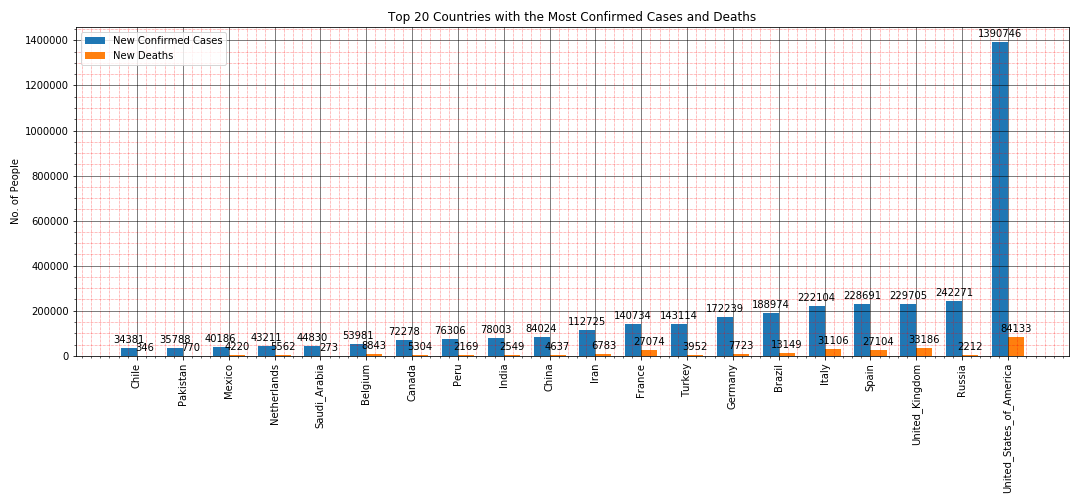 Top 20 Countries with the Most Confirmed Cases and Deaths
New Confirmed Cases
New Deaths
No. of People
1400000
1200000
1000000
800000
600000
400000
200000
0
34381
346
35788
770
40186
4220
43211
5562
44830
273
53981
8843
72278
5304
76306
2169
78003
2549
84024
4637
112725
6783
140734
27074
143114
3952
172239
7723
188974
13149
222104
31106
228691
27104
229705
33186
242271
2212
1390746
84133
Chile
Pakistan
Mexico
Netherlands
Saudi_Arabia
Belgium
Canada
Peru
India
China
Iran
France
Turkey
Germany
Brazil
Italy
Spain
United_Kingdom
Russia
United_States_of_America